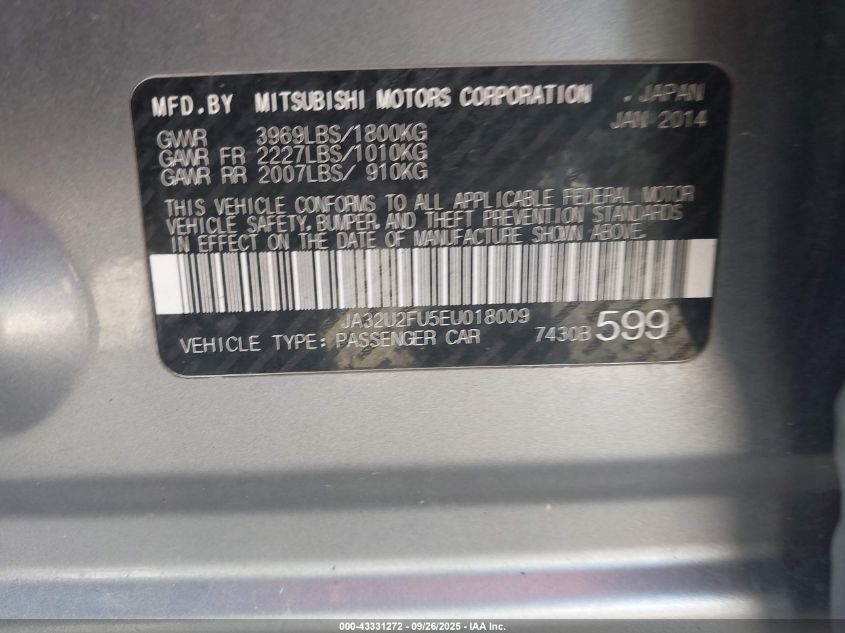 MFD.BY MITSUBISHI MOTORS CORPORATION , JAPAN
JAN 2014
GVWR 3969LBS/1800KG
GAWR FR 2227LBS/1010KG
GAWR RR 2007LBS/ 910KG
THIS VEHICLE CONFORMS TO ALL APPLICABLE FEDERAL MOTOR
VEHICLE SAFETY, BUMPER, AND THEFT PREVENTION STANDARDS
IN EFFECT ON THE DATE OF MANUFACTURE SHOWN ABOVE.
JA32U2FU5EU018009
VEHICLE TYPE: PASSENGER CAR 7430B 599
000-43331272 - 09/26/2025 - IAA Inc.